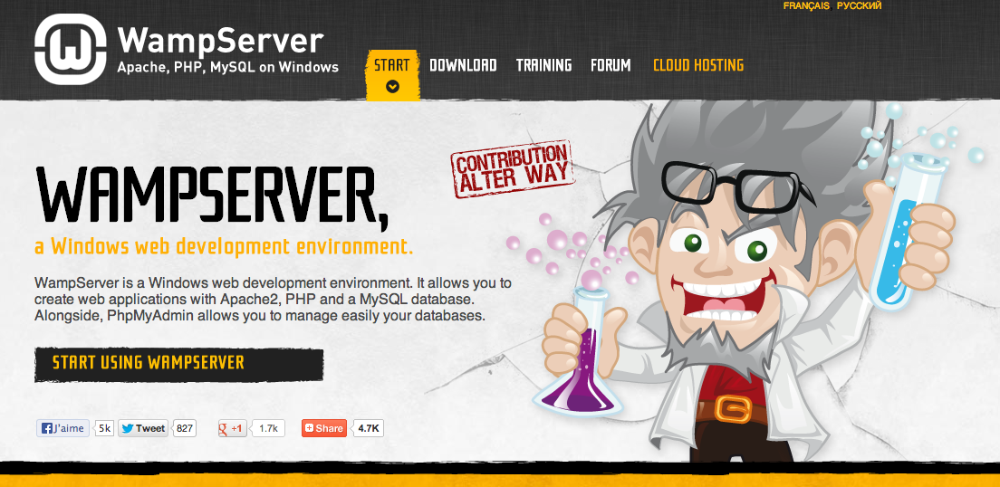 FRANÇAIS РУССКИЙ
WampServer
Apache, PHP, MySQL on Windows
START DOWNLOAD TRAINING FORUM CLOUD HOSTING
CONTRIBUTION
ALTER WAY
WAMPSERVER,
a Windows web development environment.
WampServer is a Windows web development environment. It allows you to
create web applications with Apache2, PHP and a MySQL database.
Alongside, PhpMyAdmin allows you to manage easily your databases.
START USING WAMPSERVER
J'aime 5k Tweet 827 +1 1.7k Share 4.7K